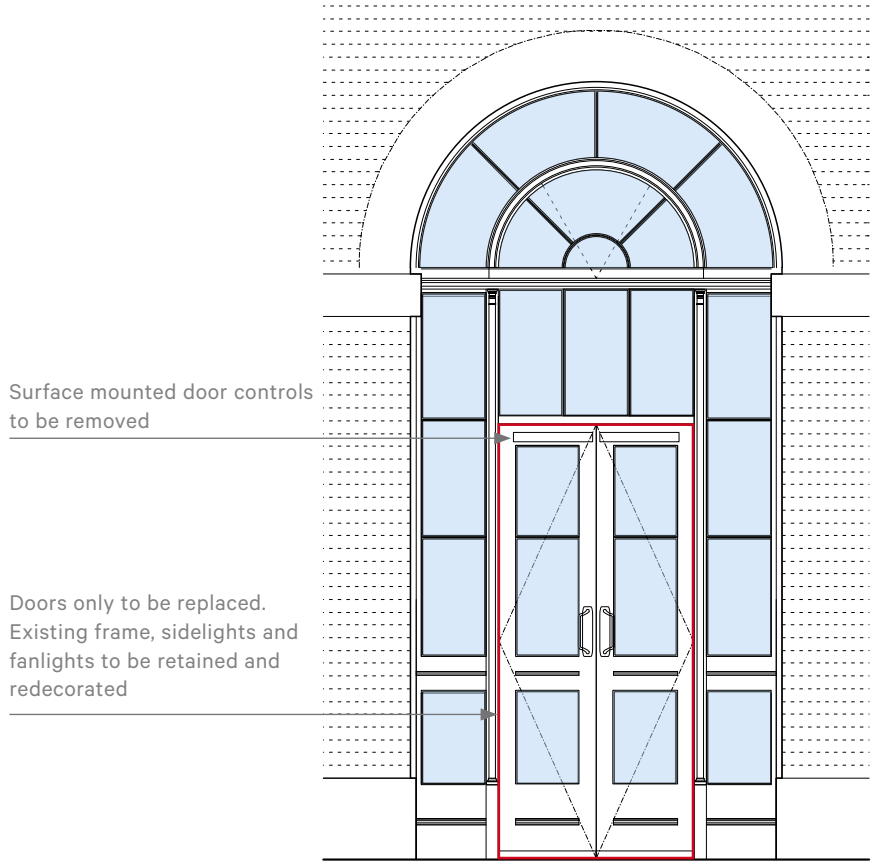 Surface mounted door controls
to be removed
Doors only to be replaced.
Existing frame, sidelights and
fanlights to be retained and
redecorated